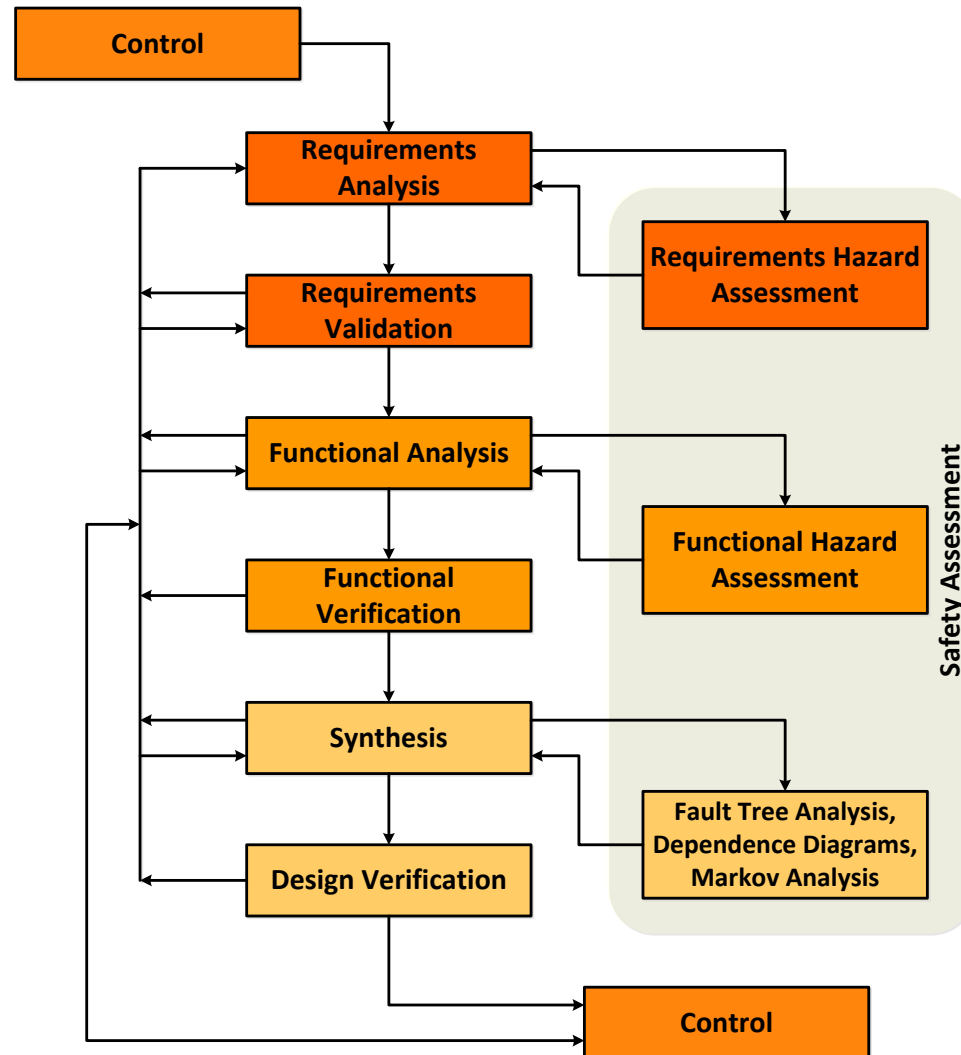 Control
Requirements
Analysis
Requirements Hazard
Assessment
Requirements
Validation
Functional Analysis
Functional Hazard
Assessment
Safety Assessment
Functional
Verification
Synthesis
Fault Tree Analysis,
Dependence Diagrams,
Markov Analysis
Design Verification
Control